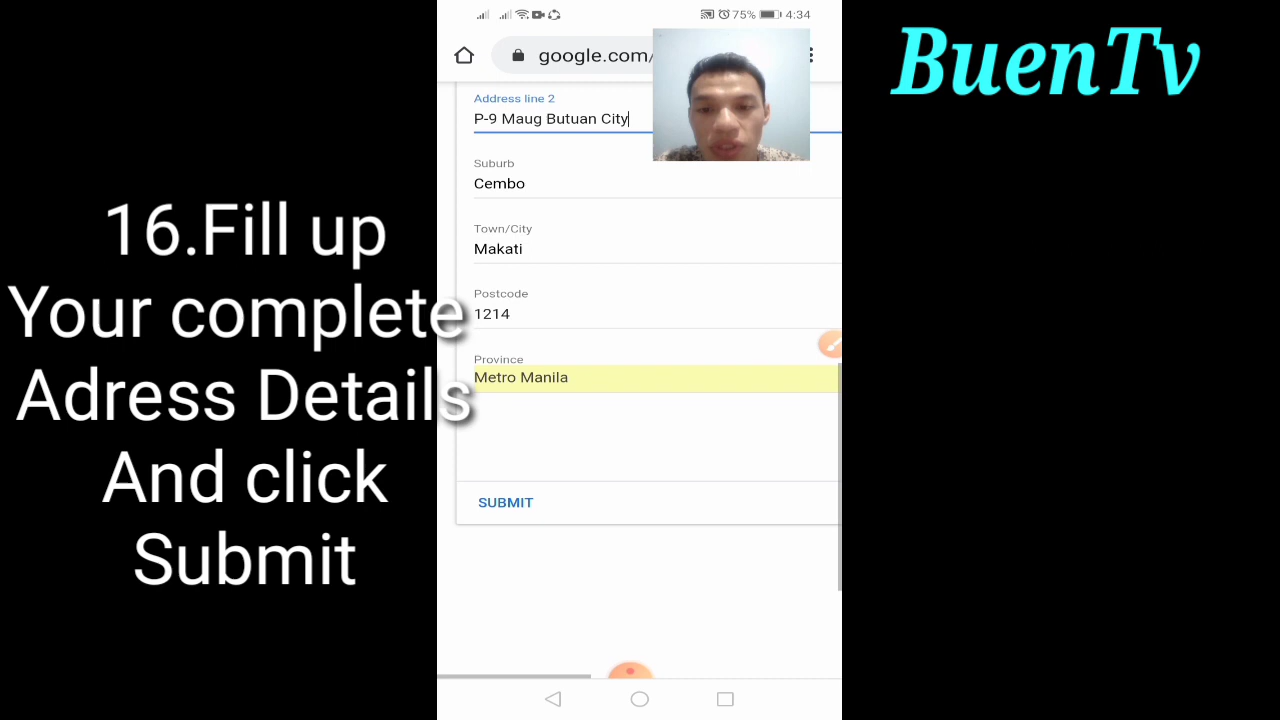 16.Fill up
Your complete
Adress Details
And click
Submit
75% 4:34
google.com/
Address line 2
P-9 Maug Butuan City
Suburb
Cembo
Town/City
Makati
Postcode
1214
Province
Metro Manila
SUBMIT
BuenTv